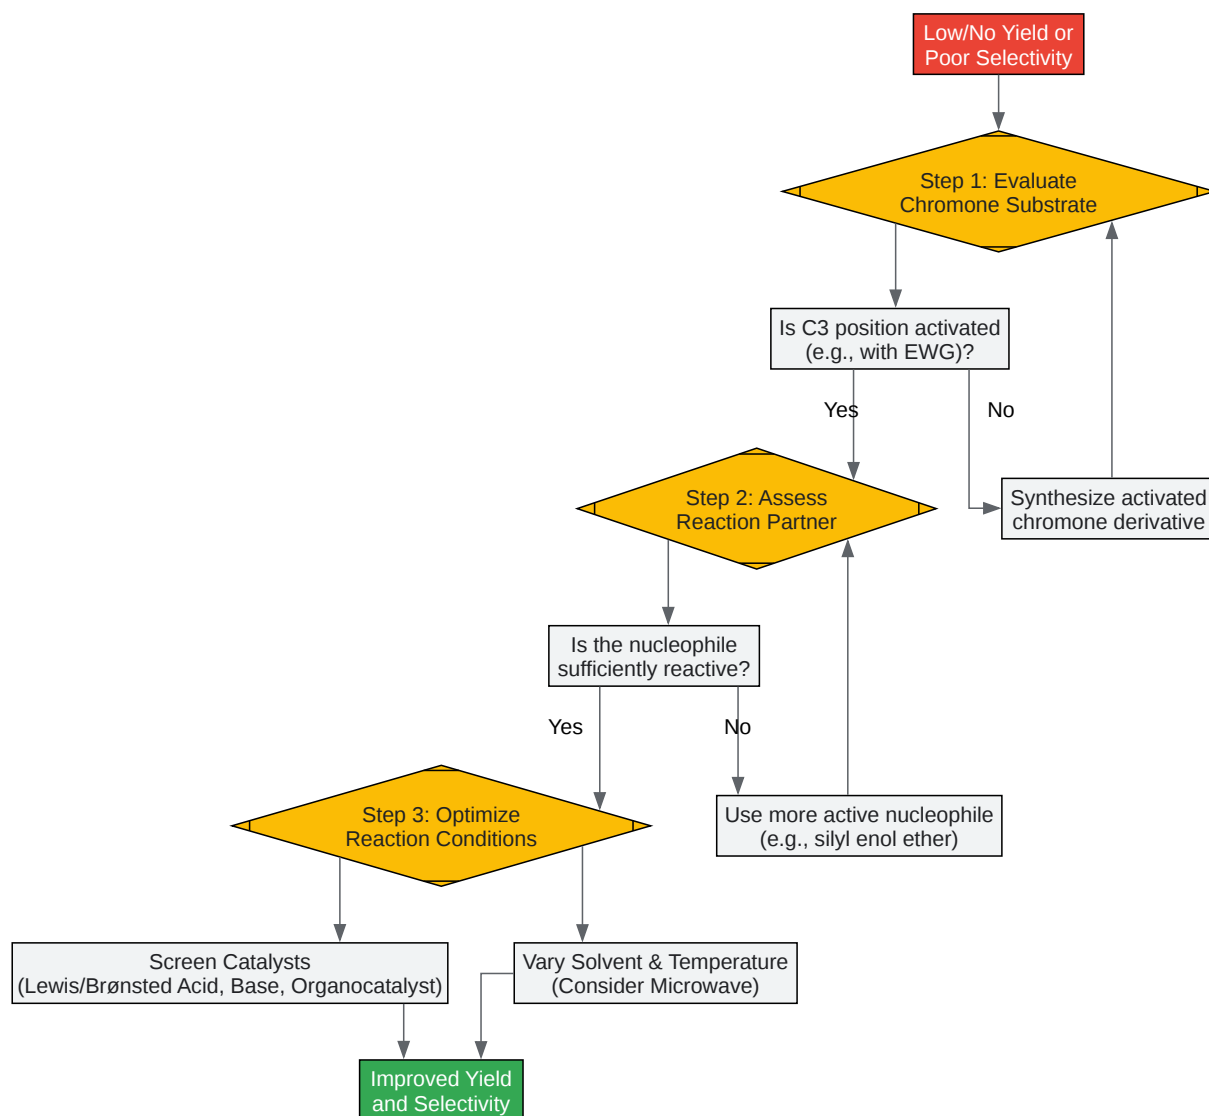 Low/No Yield or
Poor Selectivity
Step 1: Evaluate
Chromone Substrate
Is C3 position activated
(e.g., with EWG)?
Yes
No
Step 2: Assess
Reaction Partner
Synthesize activated
chromone derivative
Is the nucleophile
sufficiently reactive?
Yes
No
Step 3: Optimize
Reaction Conditions
Use more active nucleophile
(e.g., silyl enol ether)
Screen Catalysts
(Lewis/Brønsted Acid, Base, Organocatalyst)
Vary Solvent & Temperature
(Consider Microwave)
Improved Yield
and Selectivity